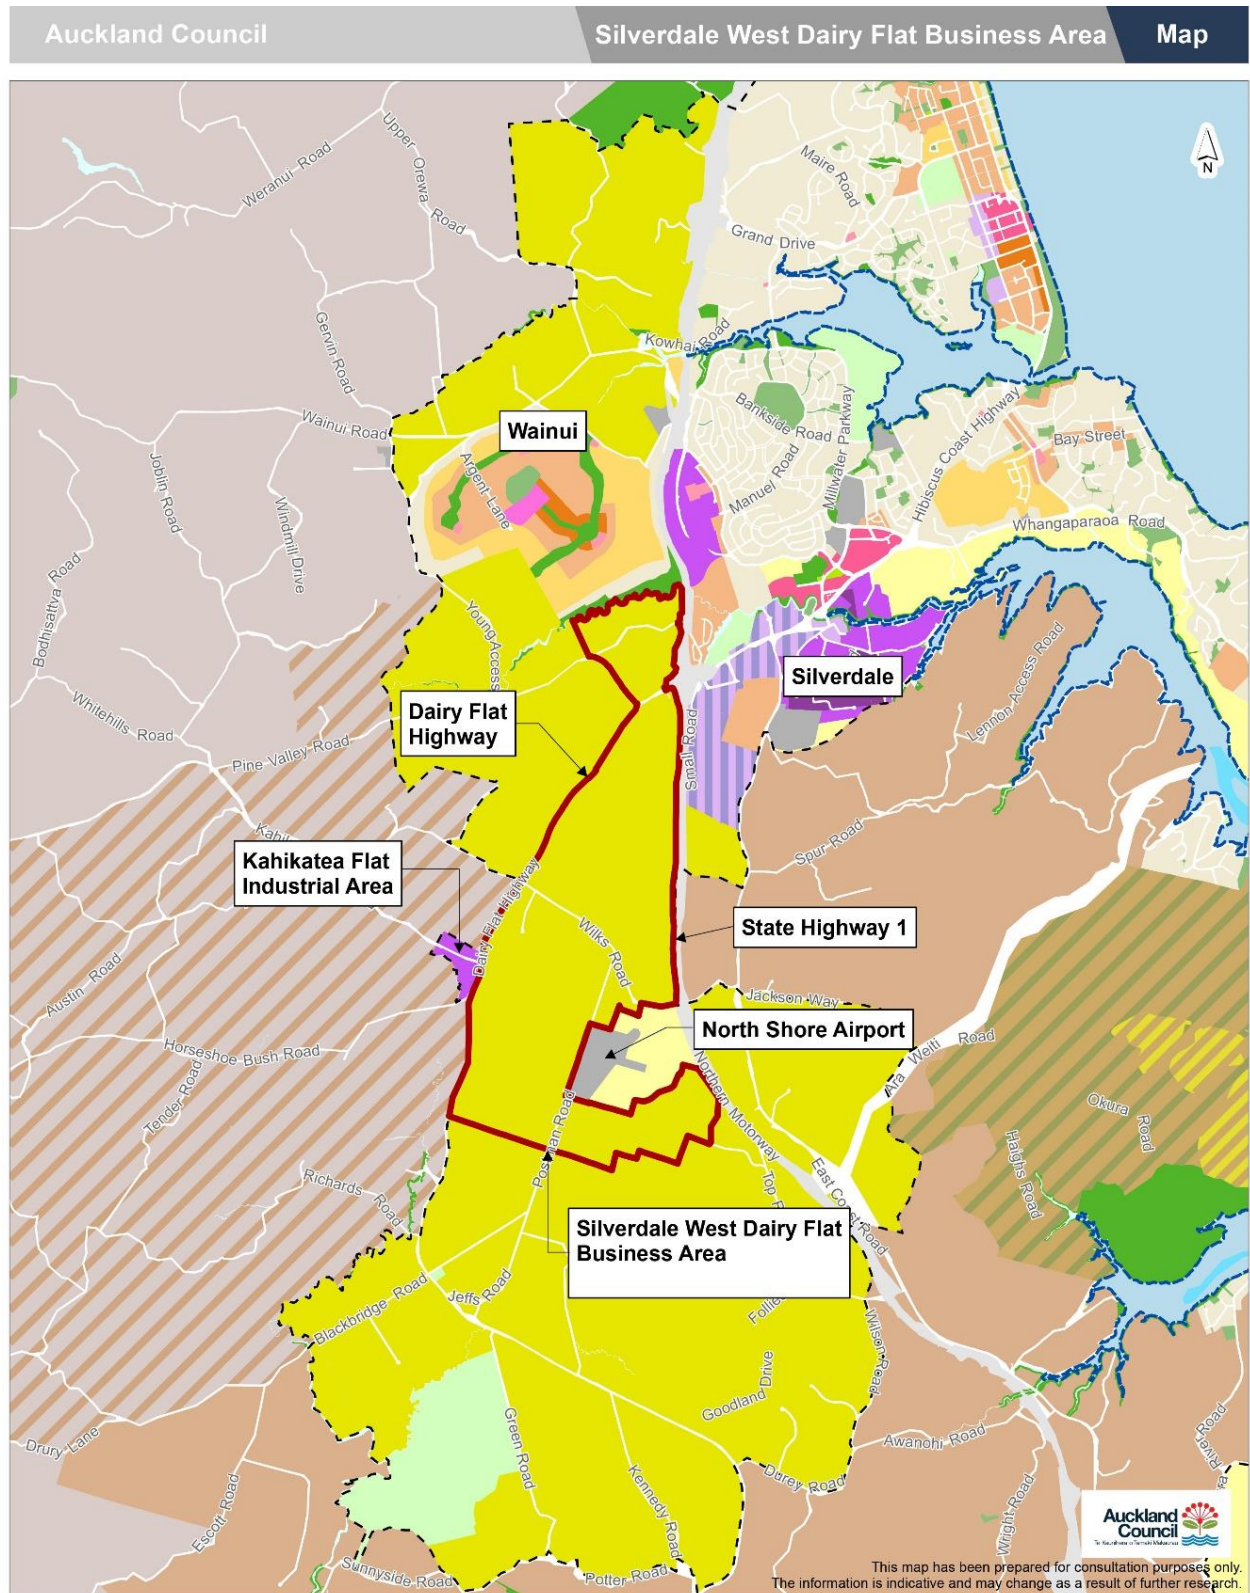 Auckland Council
Silverdale West Dairy Flat Business Area
Map
N
Weranui Road
Upper Orewa Road
Maire Road
Grand Drive
Gervin Road
Kowhai Road
Wainui Road
Wainui
Argent Lane
Bankside Road
Manuel Road
Millwater Parkway
Hibiscus Coast Highway
Bay Street
Whangaparaoa Road
Joblin Road
Windmill Drive
Bodhisattva Road
Young Access
Whitehills Road
Pine Valley Road
Dairy Flat
Highway
Silverdale
Small Road
Lennon Access Road
Spur Road
Kahikatea Flat
Industrial Area
Dairy Flat Highway
Wilks Road
State Highway 1
Austin Road
Jackson Way
North Shore Airport
Horseshoe Bush Road
Tender Road
Northern Motorway
Ara Weiti Road
Okura Road
Haighs Road
Richards Road
East Coast Road
Silverdale West Dairy Flat
Business Area
Blackbridge Road
Jeffs Road
Wilson Road
Goodland Drive
Green Road
Kennedy Road
Awanohi Road
Durey Road
Drury Lane
Escott Road
Wright Road
Sunnyside Road
Potter Road
Auckland
Council
Te Kaunihera o Tāmaki Makaurau
This map has been prepared for consultation purposes only.
The information is indicative and may change as a result of further research.